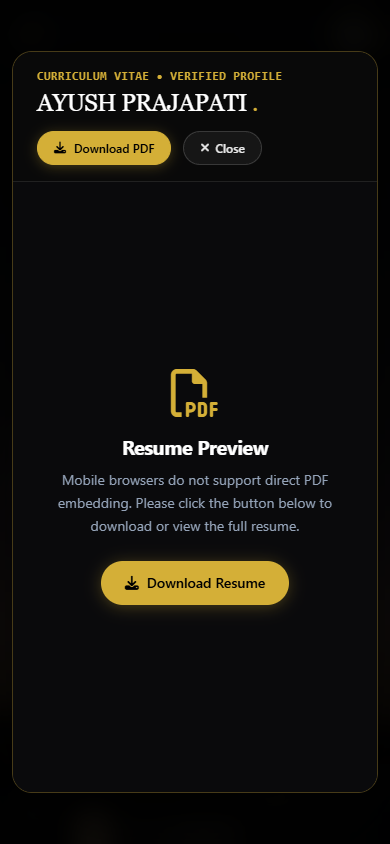 CURRICULUM VITAE • VERIFIED PROFILE
AYUSH PRAJAPATI .
Download PDF
✕ Close
PDF
Resume Preview
Mobile browsers do not support direct PDF
embedding. Please click the button below to
download or view the full resume.
Download Resume